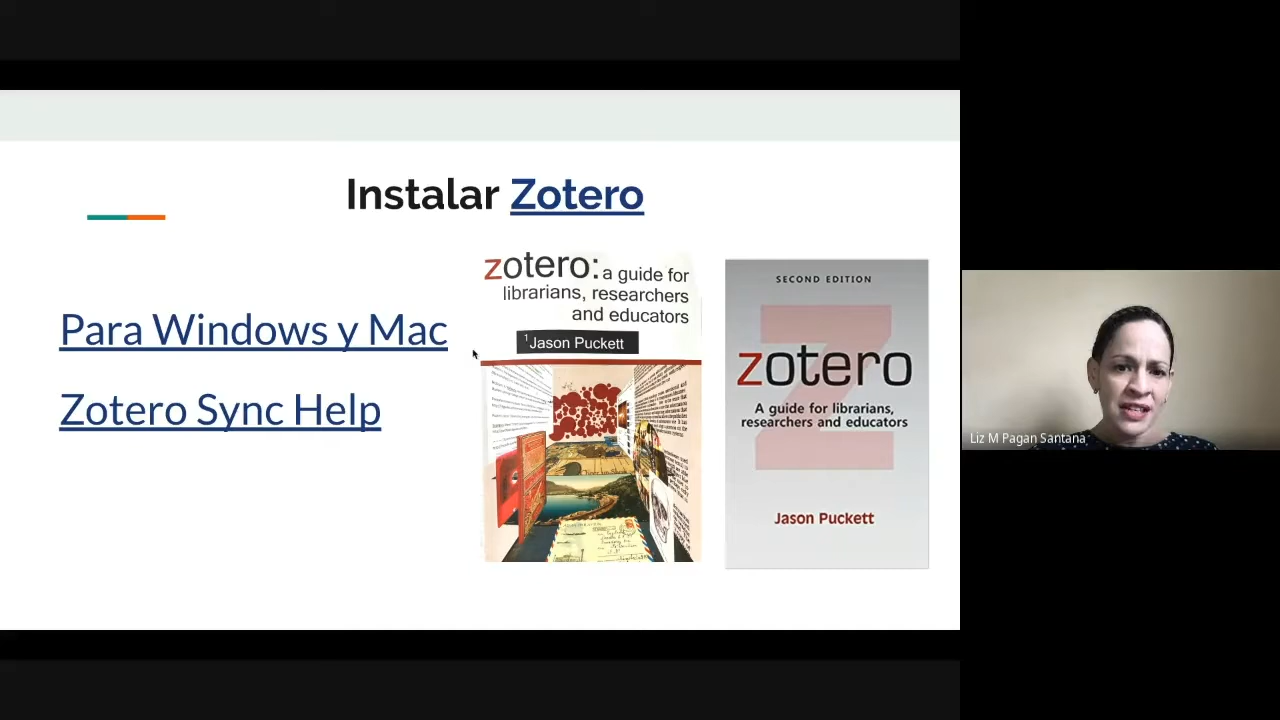 Instalar Zotero
Para Windows y Mac
Zotero Sync Help
zotero: a guide for
librarians, researchers
and educators
1 Jason Puckett
SECOND EDITION
zotero
A guide for librarians,
researchers and educators
Jason Puckett
Liz M Pagan Santana